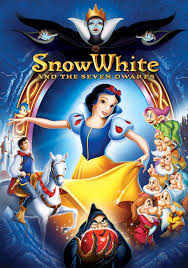 Snow White
AND THE SEVEN DWARFS